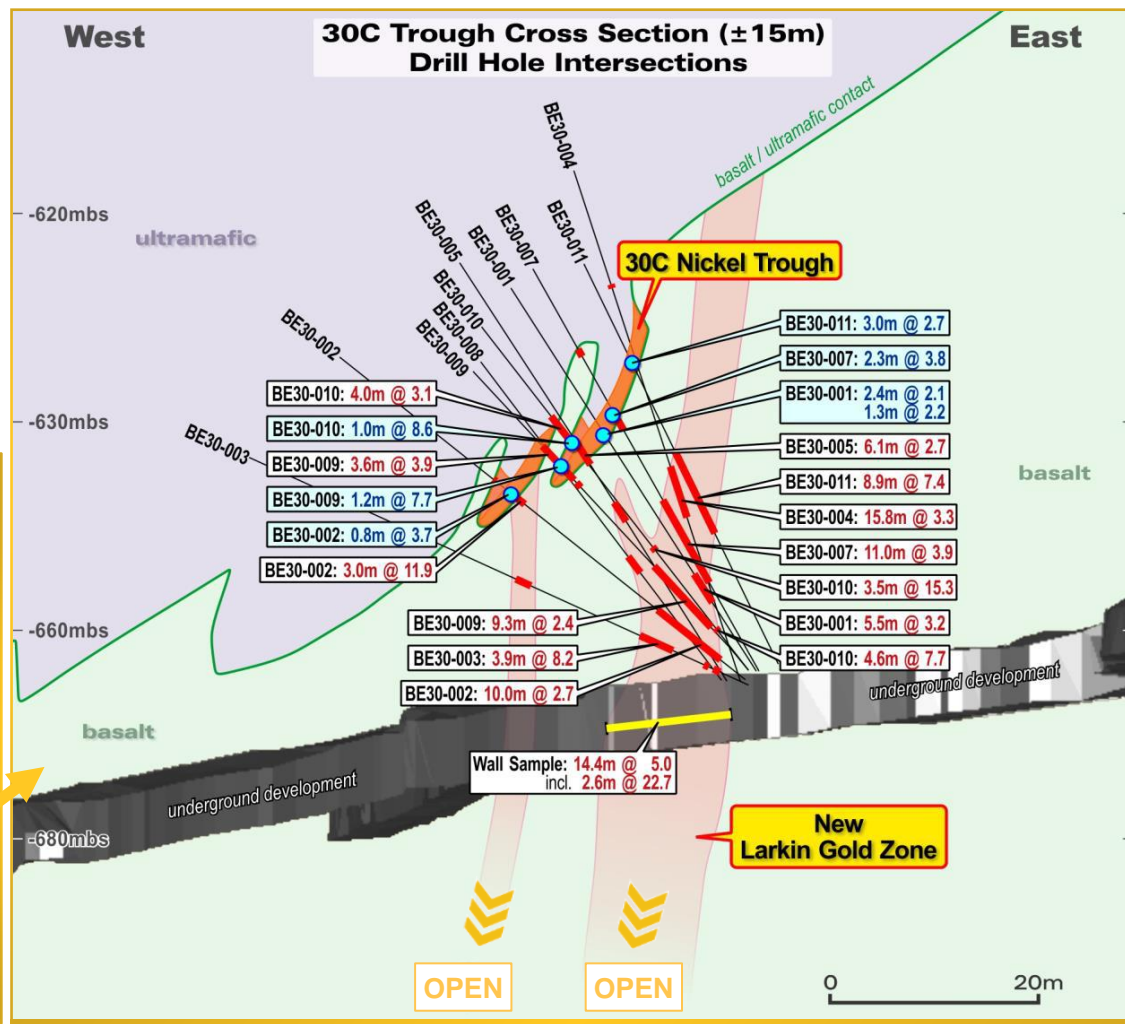 West
30C Trough Cross Section (±15m)
Drill Hole Intersections
East
BE30-004
basalt / ultramafic contact
-620mbs
ultramafic
BE30-011
BE30-007
BE30-001
BE30-005
BE30-010
BE30-008
BE30-009
BE30-002
BE30-003
30C Nickel Trough
BE30-011: 3.0m @ 2.7
BE30-007: 2.3m @ 3.8
BE30-001: 2.4m @ 2.1
1.3m @ 2.2
BE30-005: 6.1m @ 2.7
BE30-011: 8.9m @ 7.4
BE30-004: 15.8m @ 3.3
BE30-007: 11.0m @ 3.9
BE30-010: 3.5m @ 15.3
BE30-001: 5.5m @ 3.2
BE30-010: 4.6m @ 7.7
-630mbs
BE30-010: 4.0m @ 3.1
BE30-010: 1.0m @ 8.6
BE30-009: 3.6m @ 3.9
BE30-009: 1.2m @ 7.7
BE30-002: 0.8m @ 3.7
BE30-002: 3.0m @ 11.9
basalt
BE30-009: 9.3m @ 2.4
BE30-003: 3.9m @ 8.2
BE30-002: 10.0m @ 2.7
-660mbs
underground development
basalt
Wall Sample: 14.4m @ 5.0
incl. 2.6m @ 22.7
underground development
-680mbs
New
Larkin Gold Zone
OPEN
OPEN
0 20m